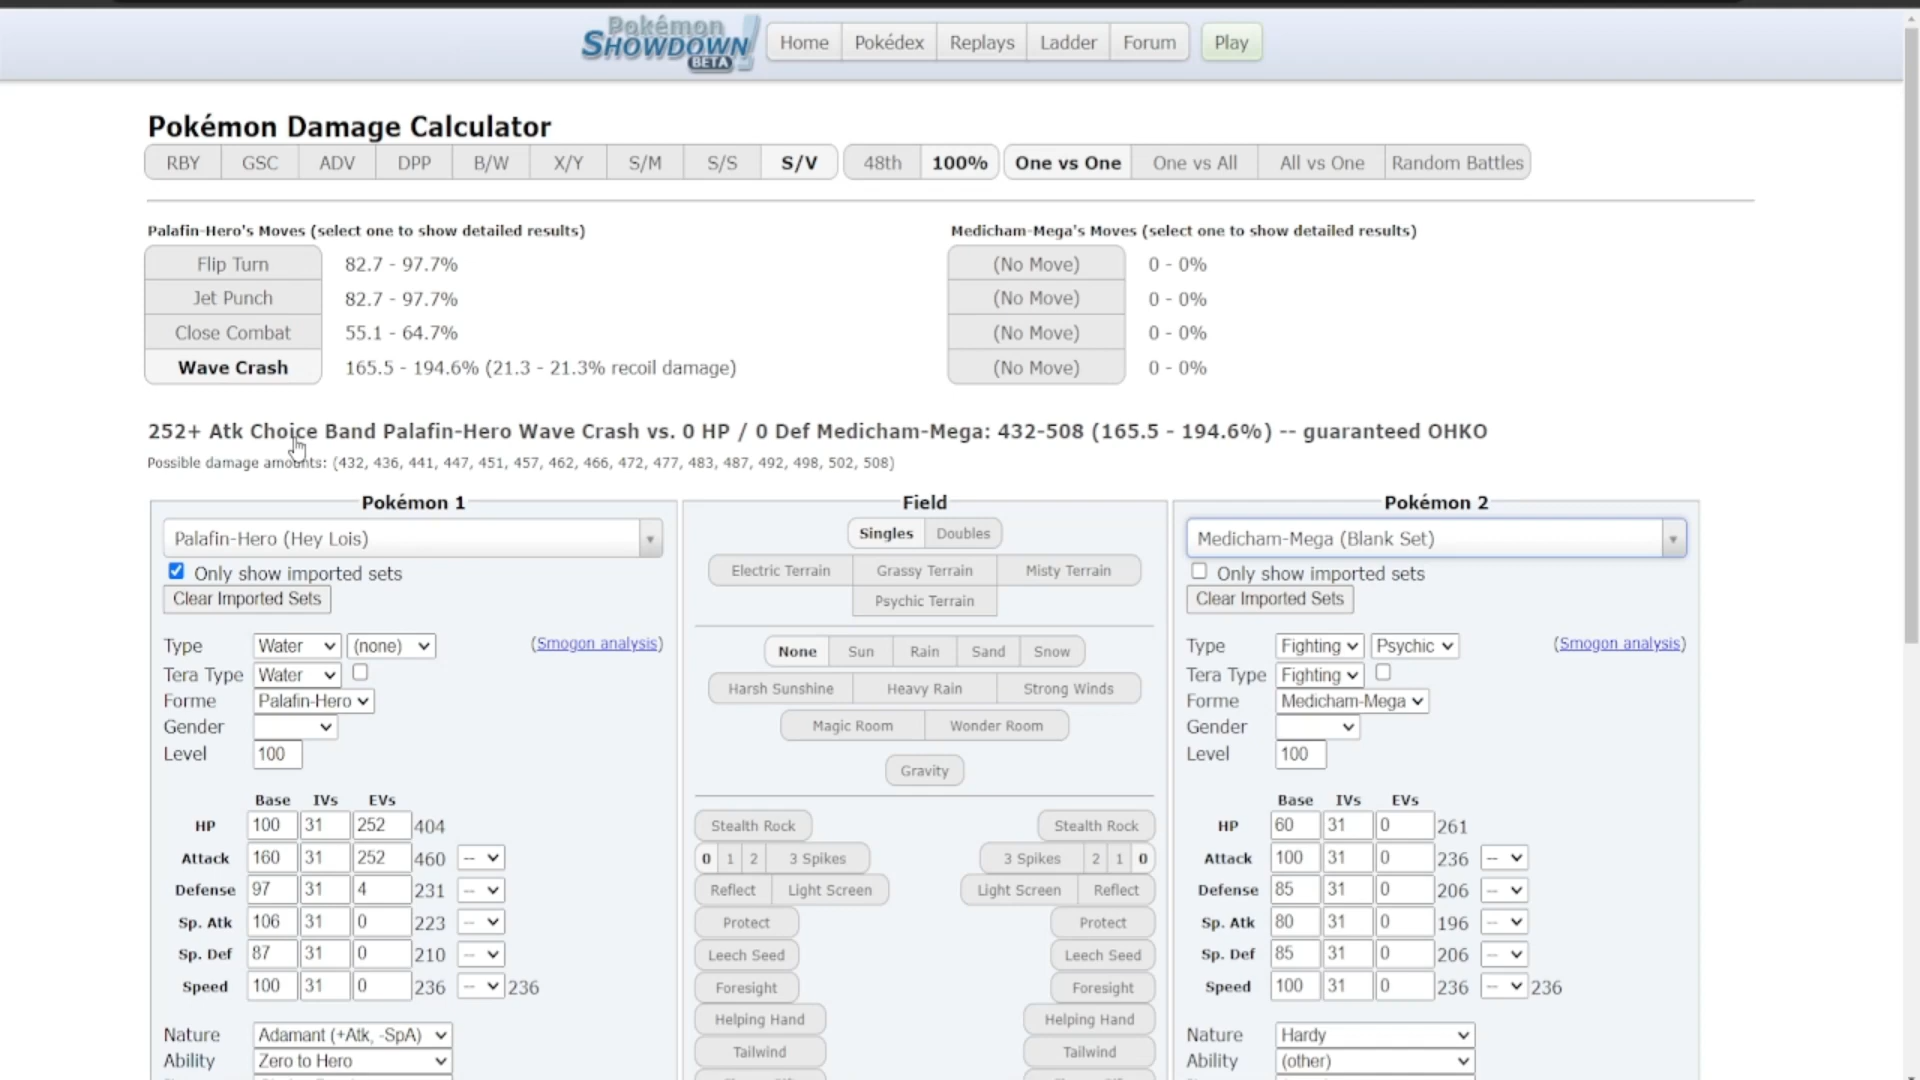 Pokémon SHOWDOWN! BETA
Home Pokédex Replays Ladder Forum Play
Pokémon Damage Calculator
RBY GSC ADV DPP B/W X/Y S/M S/S S/V 48th 100% One vs One One vs All All vs One Random Battles
Palafin-Hero's Moves (select one to show detailed results) Medicham-Mega's Moves (select one to show detailed results)
Flip Turn 82.7 - 97.7% (No Move) 0 - 0%
Jet Punch 82.7 - 97.7% (No Move) 0 - 0%
Close Combat 55.1 - 64.7% (No Move) 0 - 0%
Wave Crash 165.5 - 194.6% (21.3 - 21.3% recoil damage) (No Move) 0 - 0%
252+ Atk Choice Band Palafin-Hero Wave Crash vs. 0 HP / 0 Def Medicham-Mega: 432-508 (165.5 - 194.6%) -- guaranteed OHKO
Possible damage amounts: (432, 436, 441, 447, 451, 457, 462, 466, 472, 477, 483, 487, 492, 498, 502, 508)
Pokémon 1
Palafin-Hero (Hey Lois)
Only show imported sets
Clear Imported Sets
Type Water (none) (Smogon analysis)
Tera Type Water
Forme Palafin-Hero
Gender
Level 100
Base IVs EVs
HP 100 31 252 404
Attack 160 31 252 460 --
Defense 97 31 4 231 --
Sp. Atk 106 31 0 223 --
Sp. Def 87 31 0 210 --
Speed 100 31 0 236 -- 236
Nature Adamant (+Atk, -SpA)
Ability Zero to Hero
Field
Singles Doubles
Electric Terrain Grassy Terrain Misty Terrain
Psychic Terrain
None Sun Rain Sand Snow
Harsh Sunshine Heavy Rain Strong Winds
Magic Room Wonder Room
Gravity
Stealth Rock Stealth Rock
0 1 2 3 Spikes 3 Spikes 2 1 0
Reflect Light Screen Light Screen Reflect
Protect Protect
Leech Seed Leech Seed
Foresight Foresight
Helping Hand Helping Hand
Tailwind Tailwind
Pokémon 2
Medicham-Mega (Blank Set)
Only show imported sets
Clear Imported Sets
Type Fighting Psychic (Smogon analysis)
Tera Type Fighting
Forme Medicham-Mega
Gender
Level 100
Base IVs EVs
HP 60 31 0 261
Attack 100 31 0 236 --
Defense 85 31 0 206 --
Sp. Atk 80 31 0 196 --
Sp. Def 85 31 0 206 --
Speed 100 31 0 236 -- 236
Nature Hardy
Ability (other)